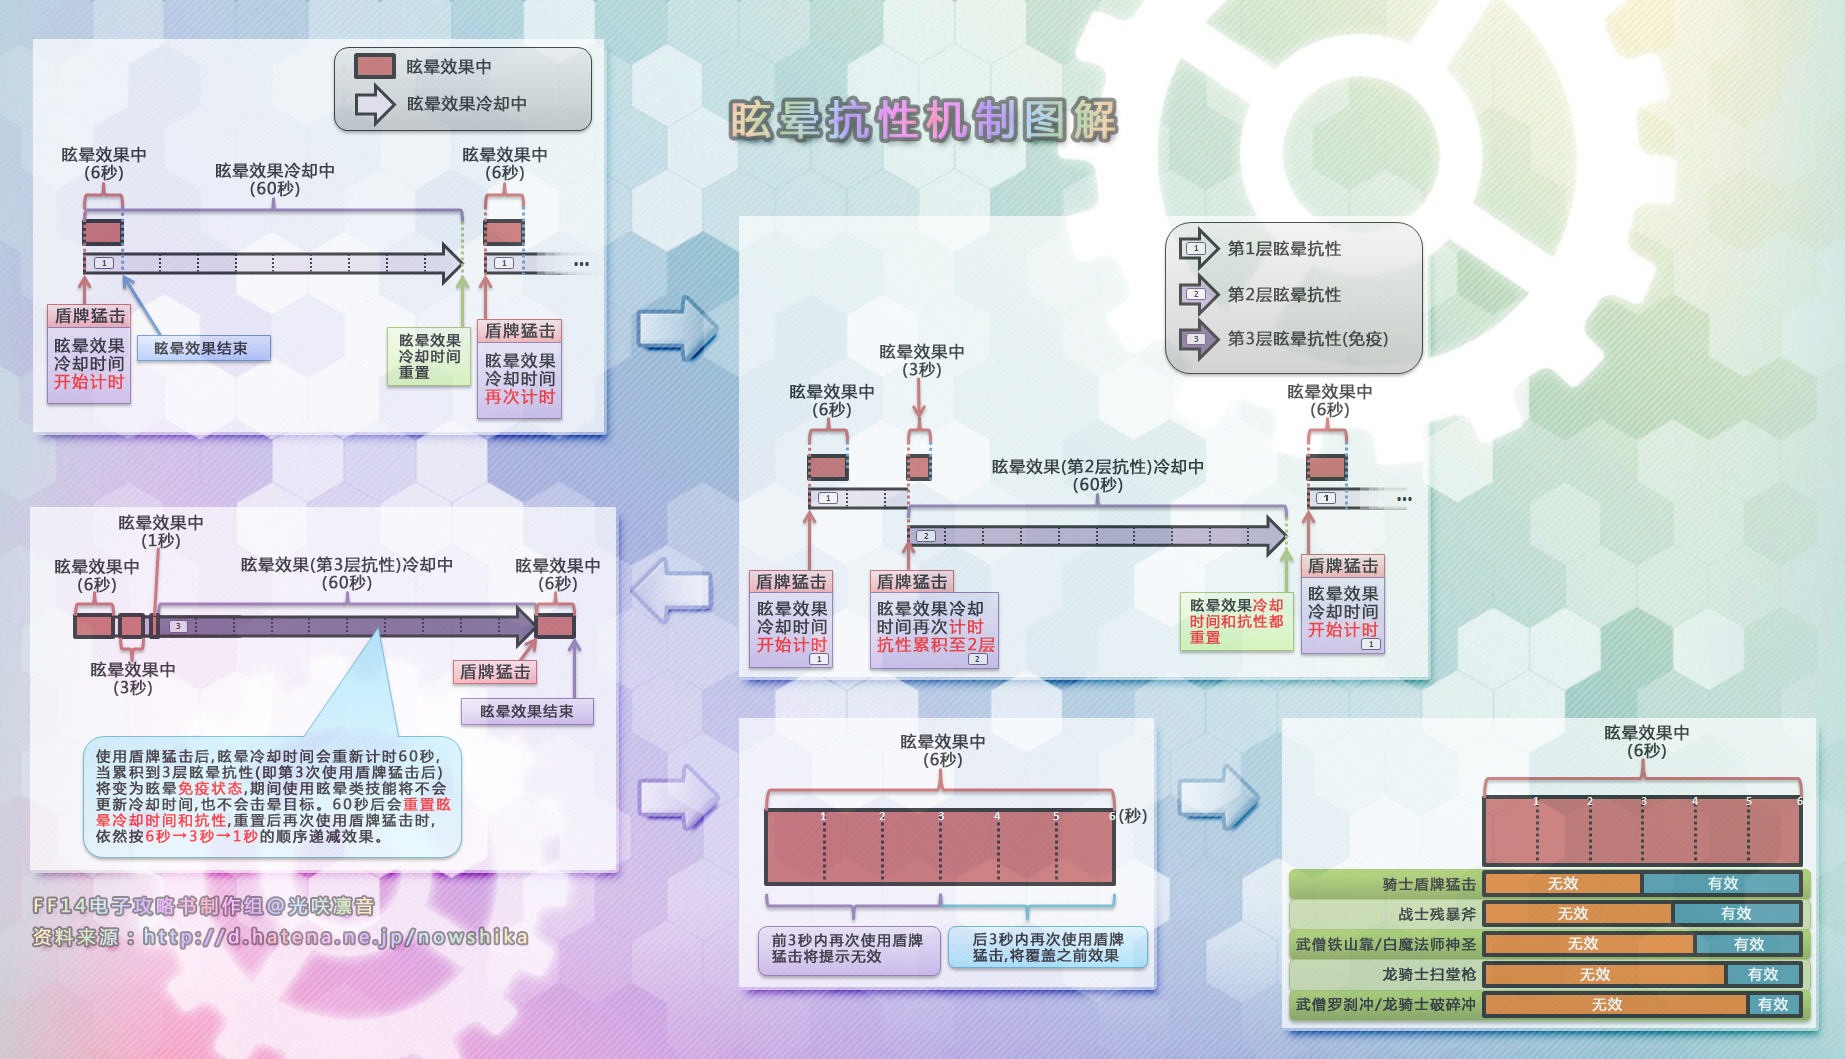 眩晕抗性机制图解
眩晕效果中
眩晕效果冷却中
眩晕效果中
(6秒)
眩晕效果冷却中
(60秒)
眩晕效果中
(6秒)
1
1
...
盾牌猛击
眩晕效果
冷却时间
开始计时
眩晕效果结束
眩晕效果
冷却时间
重置
盾牌猛击
眩晕效果
冷却时间
再次计时
1
第1层眩晕抗性
2
第2层眩晕抗性
3
第3层眩晕抗性(免疫)
眩晕效果中
(6秒)
眩晕效果中
(3秒)
眩晕效果(第2层抗性)冷却中
(60秒)
眩晕效果中
(6秒)
1
1
...
2
盾牌猛击
眩晕效果
冷却时间
开始计时
1
盾牌猛击
眩晕效果冷却
时间再次计时
抗性累积至2层
2
眩晕效果冷却
时间和抗性都
重置
盾牌猛击
眩晕效果
冷却时间
开始计时
1
眩晕效果中
(1秒)
眩晕效果中
(6秒)
眩晕效果(第3层抗性)冷却中
(60秒)
眩晕效果中
(6秒)
3
眩晕效果中
(3秒)
盾牌猛击
眩晕效果结束
使用盾牌猛击后,眩晕冷却时间会重新计时60秒,
当累积到3层眩晕抗性(即第3次使用盾牌猛击后)
将变为眩晕免疫状态,期间使用眩晕类技能将不会
更新冷却时间,也不会击晕目标。60秒后会重置眩
晕冷却时间和抗性,重置后再次使用盾牌猛击时,
依然按6秒→3秒→1秒的顺序递减效果。
眩晕效果中
(6秒)
1 2 3 4 5 6 (秒)
前3秒内再次使用盾牌
猛击将提示无效
后3秒内再次使用盾牌
猛击,将覆盖之前效果
眩晕效果中
(6秒)
1 2 3 4 5 6
骑士盾牌猛击 无效 有效
战士残暴斧 无效 有效
武僧铁山靠/白魔法师神圣 无效 有效
龙骑士扫堂枪 无效 有效
武僧罗刹冲/龙骑士破碎冲 无效 有效
FF14电子攻略书制作组@光咲凛音
资料来源：http://d.hatena.ne.jp/nowshika